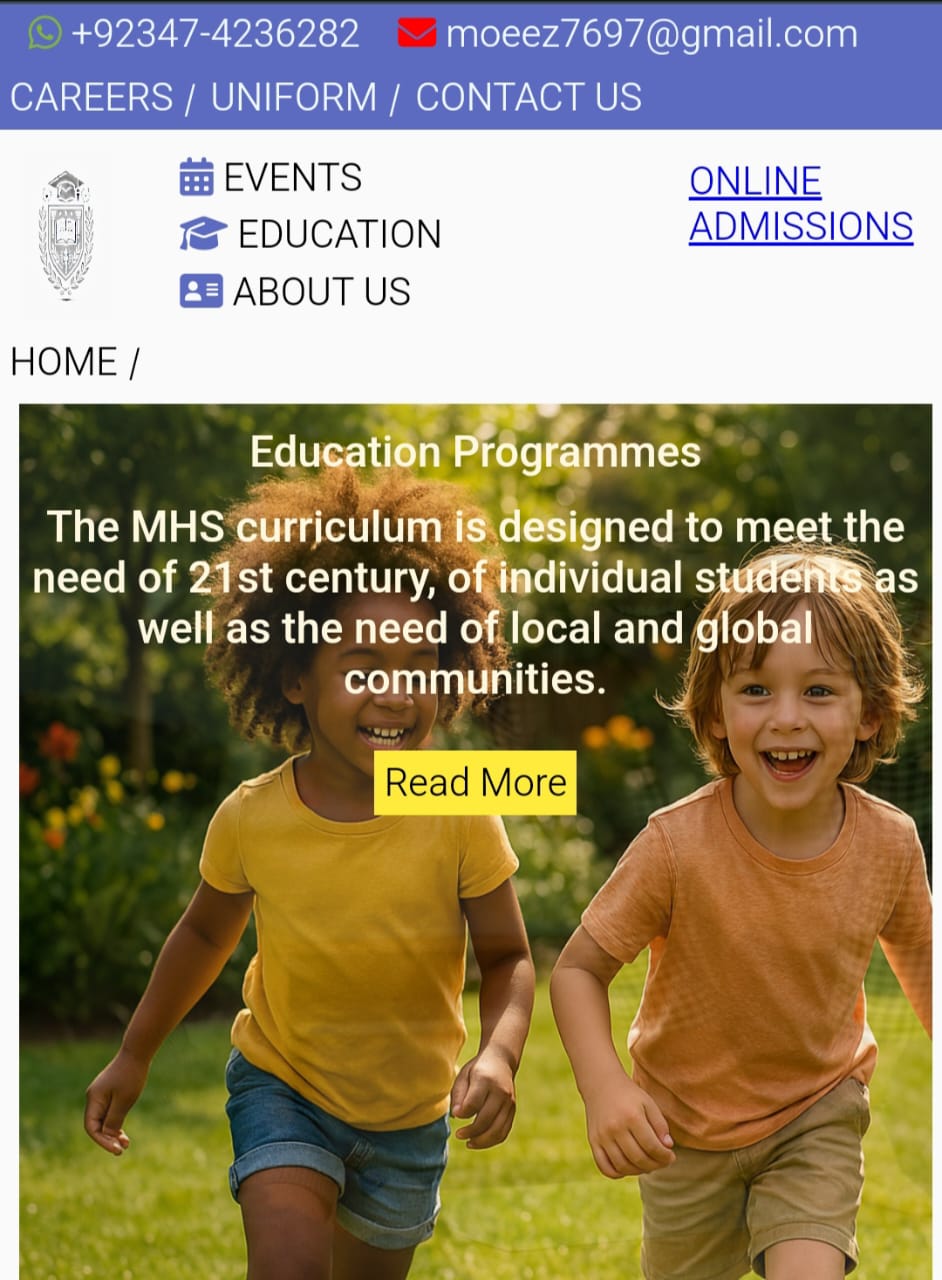 +92347-4236282 moeez7697@gmail.com
CAREERS / UNIFORM / CONTACT US
EVENTS
EDUCATION
ABOUT US
ONLINE
ADMISSIONS
HOME /
Education Programmes
The MHS curriculum is designed to meet the
need of 21st century, of individual students as
well as the need of local and global
communities.
Read More